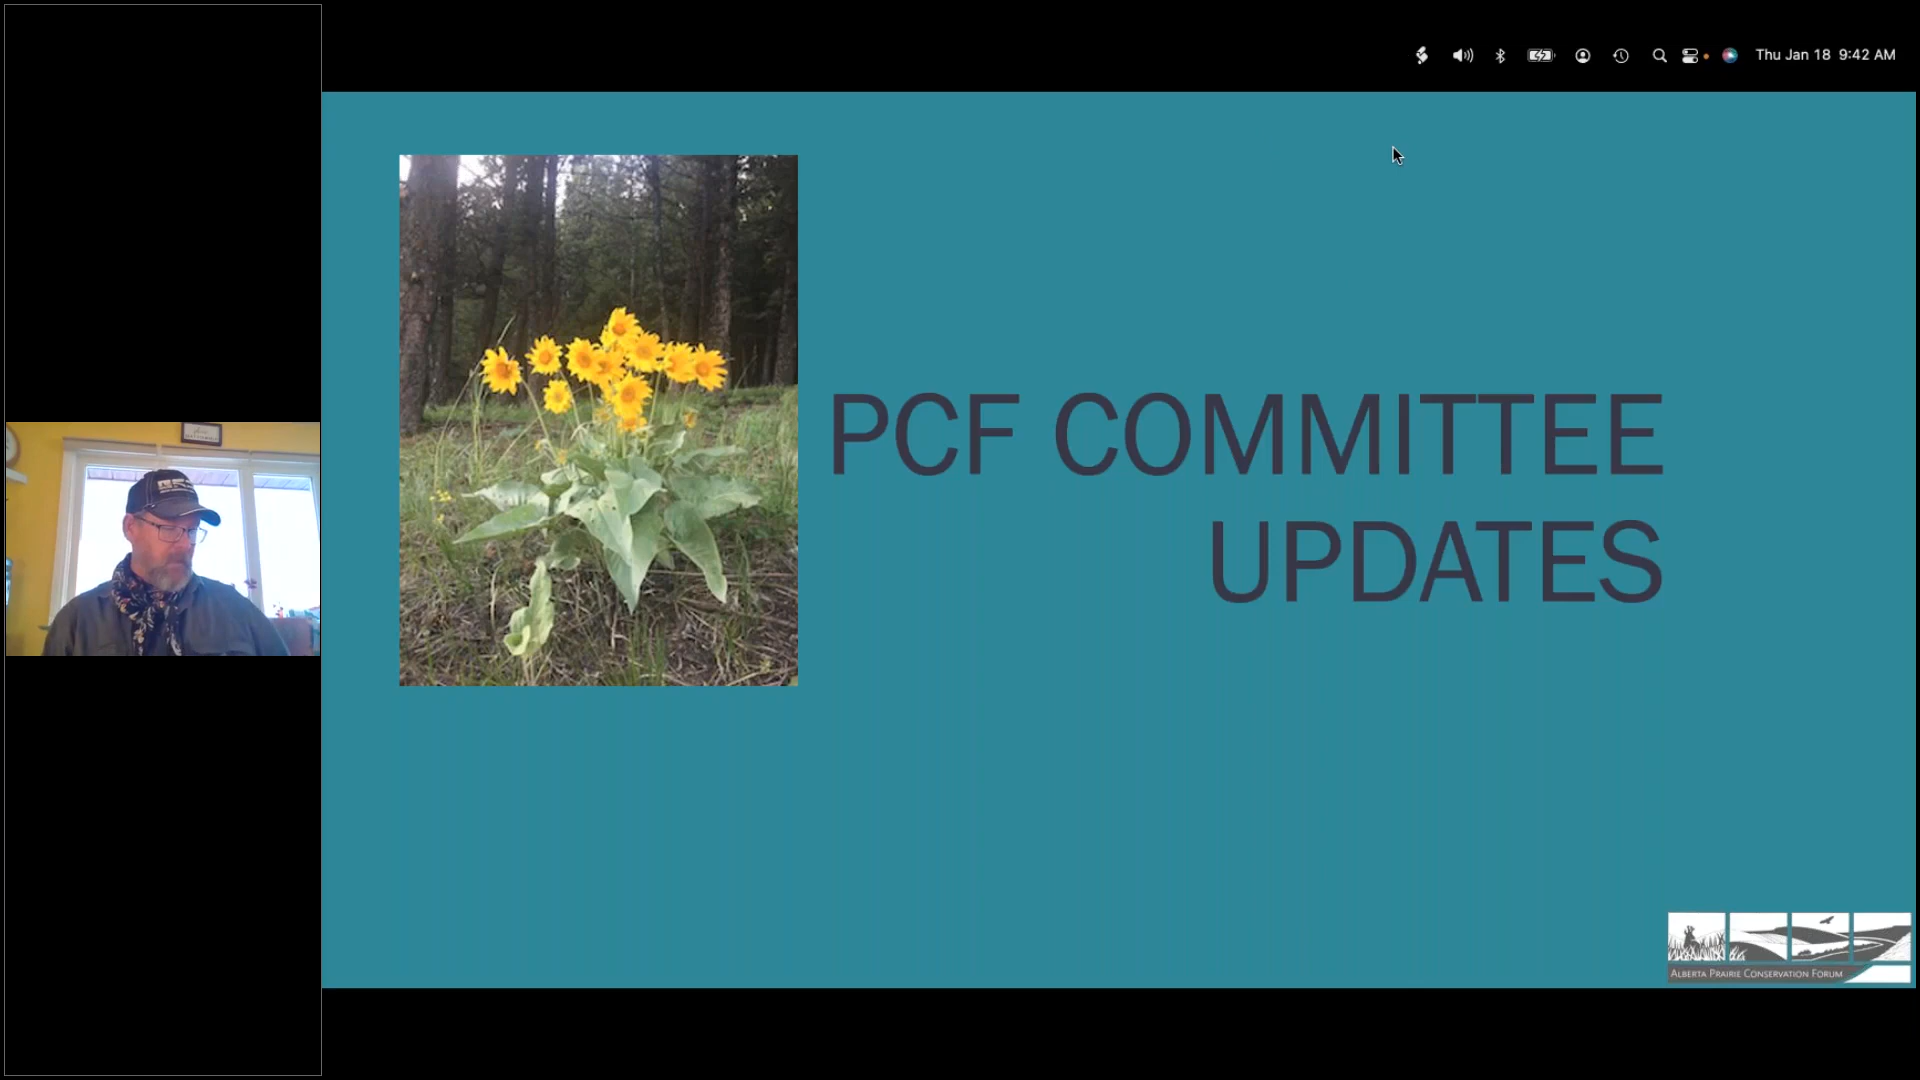 Thu Jan 18 9:42 AM
PCF COMMITTEE
UPDATES
ALBERTA PRAIRIE CONSERVATION FORUM